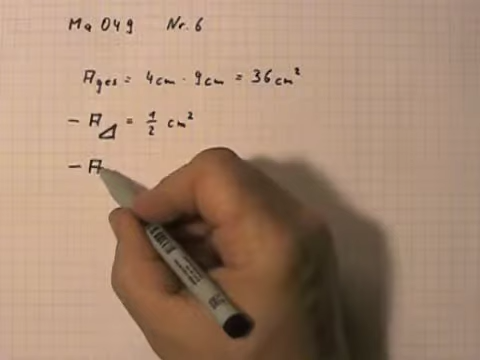 Ma 049 Nr. 6
Ages = 4cm · 9cm = 36cm²
- A◿ = 1/2 cm²
- A